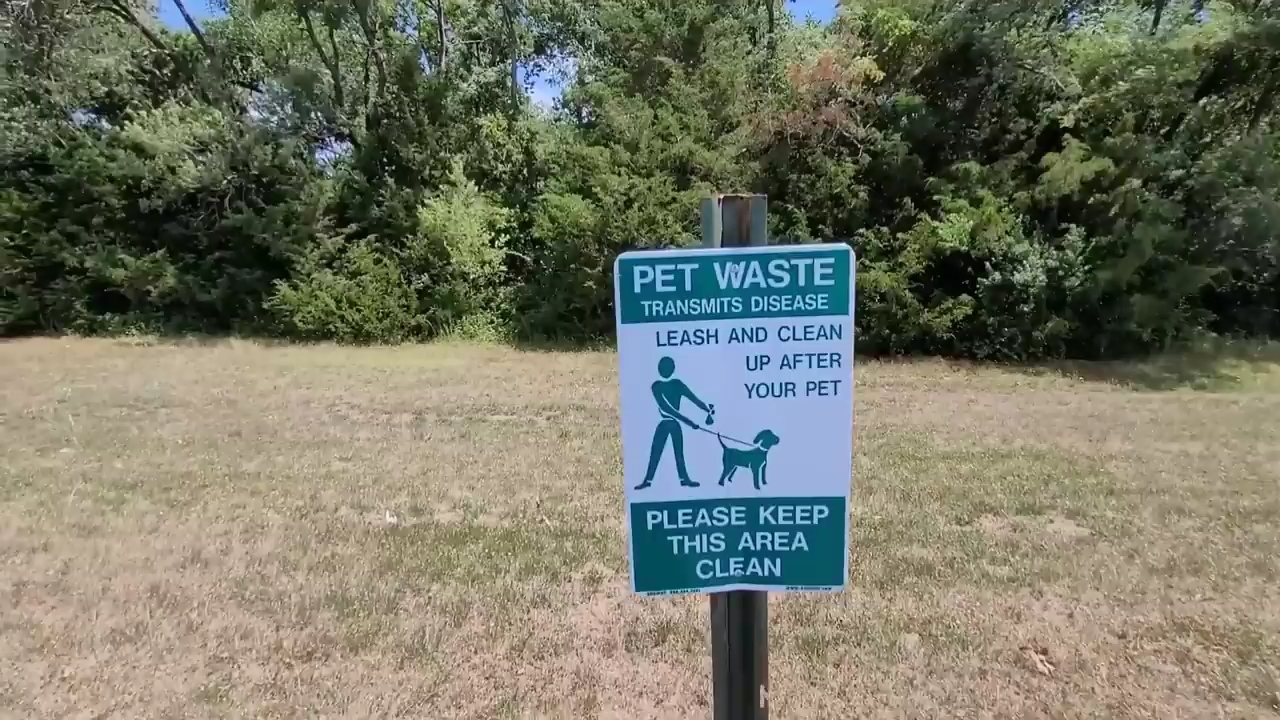 PET WASTE
TRANSMITS DISEASE
LEASH AND CLEAN
UP AFTER
YOUR PET
PLEASE KEEP
THIS AREA
CLEAN